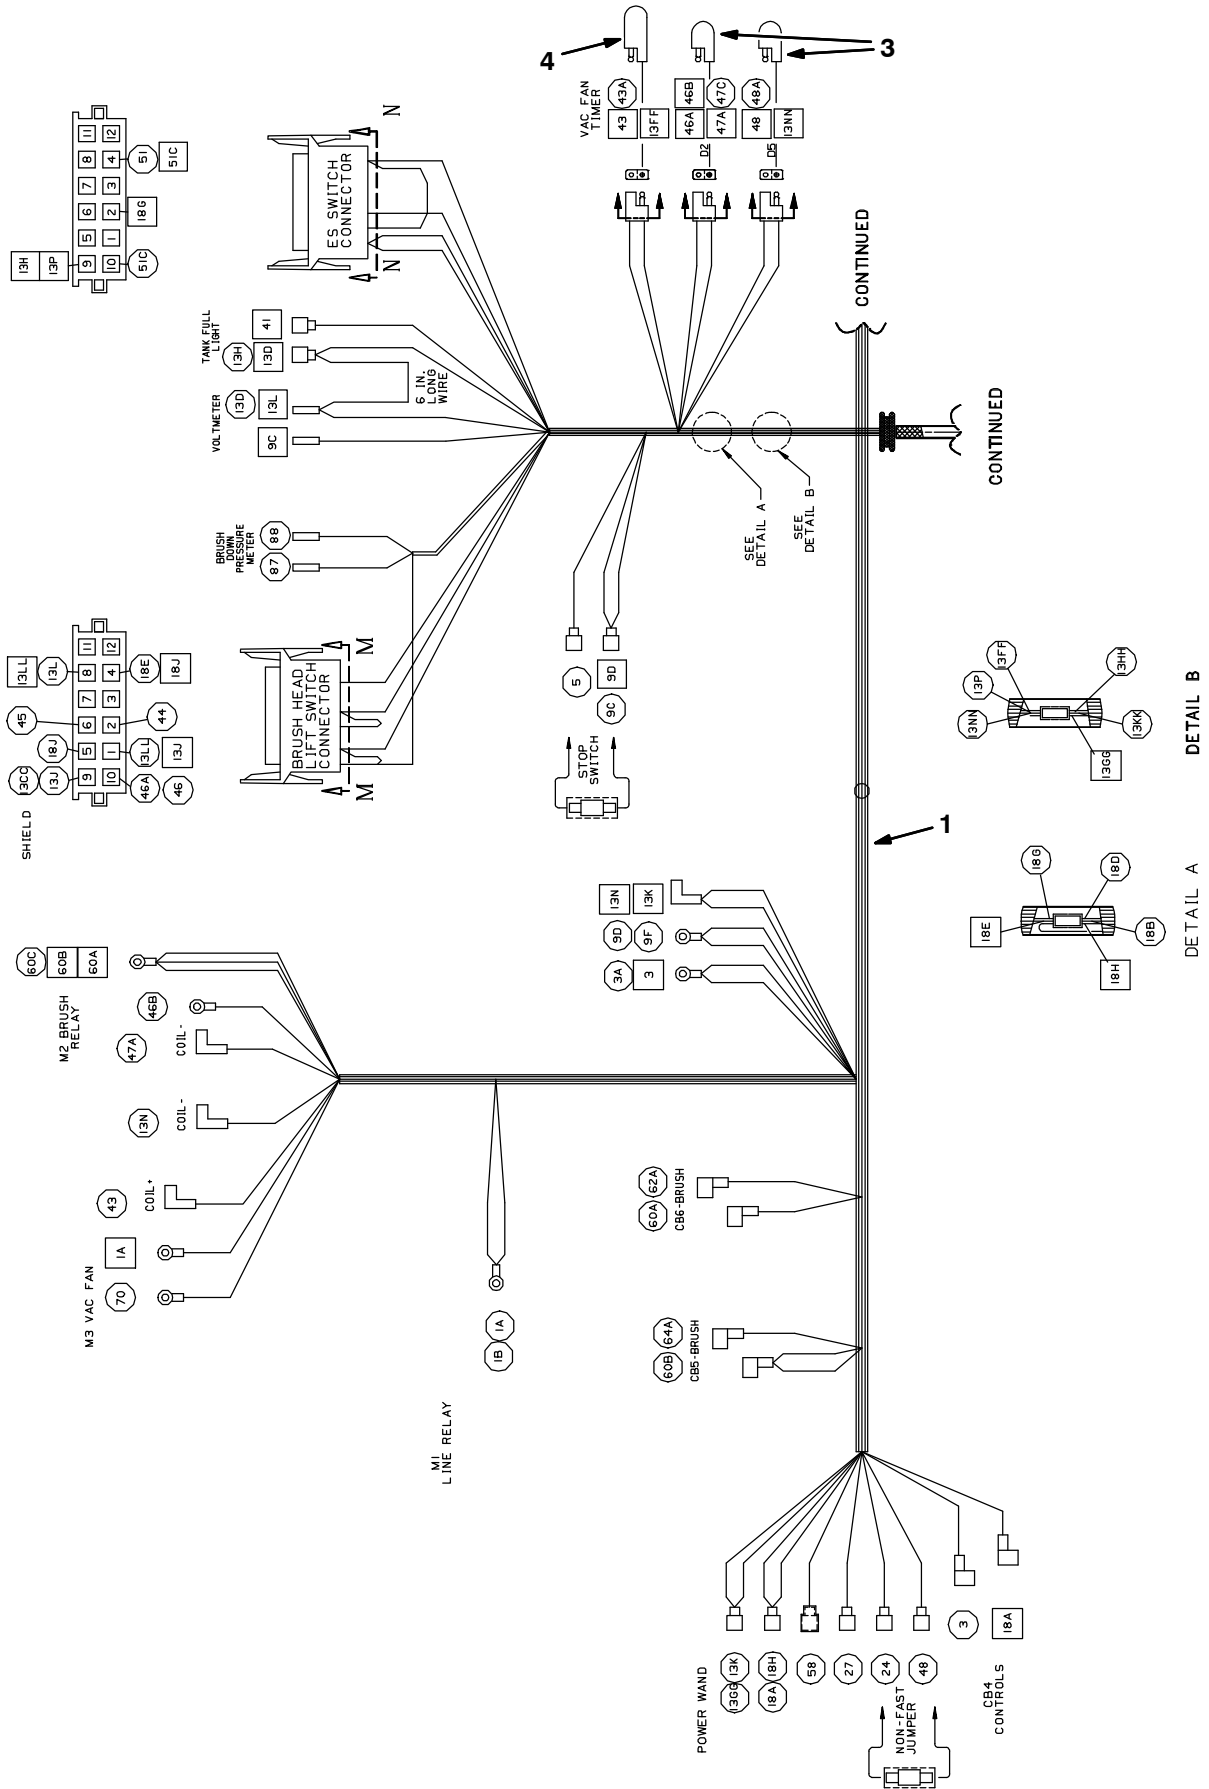 4
3
VAC FAN
TIMER
43
43A
13FF
46A
46B
47A
47C
48
48A
13NN
D2
D5
11
8
7
6
5
9
12
4
3
2
1
10
51
51C
18G
13H
13P
51C
N
N
ES SWITCH
CONNECTOR
TANK FULL
LIGHT
41
13H
13D
6 IN.
LONG
WIRE
VOLTMETER
13D
13L
9C
BRUSH
DOWN
PRESSURE
METER
88
87
CONTINUED
CONTINUED
SEE
DETAIL A
SEE
DETAIL B
SHIELD
11
8
7
6
5
9
12
4
3
2
1
10
13LL
13L
18E
18J
45
44
18J
13LL
13J
13CC
13J
46A
46
M
M
BRUSH HEAD
LIFT SWITCH
CONNECTOR
5
9D
9C
STOP
SWITCH
1
13FF
13P
13NN
13HH
13KK
13GG
DETAIL B
18G
18E
18D
18B
18H
DETAIL A
13N
13K
9D
9F
3A
3
60C
60B
60A
M2 BRUSH
RELAY
46B
47A
COIL-
13N
COIL-
43
COIL+
1A
70
M3 VAC FAN
1B
1A
M1
LINE RELAY
60A
62A
CB6-BRUSH
60B
64A
CB5-BRUSH
POWER WAND
13GG
13K
18A
18H
58
27
24
48
NON-FAST
JUMPER
3
18A
CB4
CONTROLS